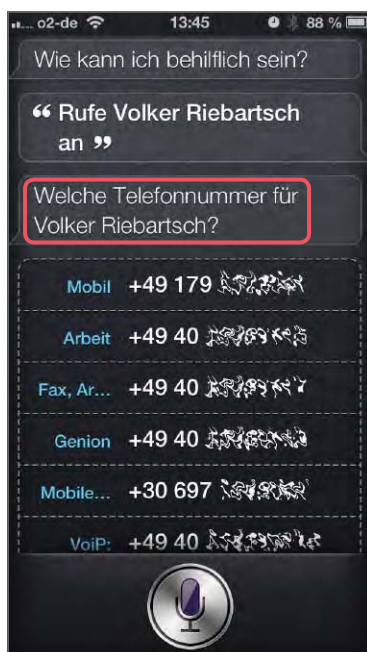 o2-de 13:45 88 %
Wie kann ich behilflich sein?
“ Rufe Volker Riebartsch
an ”
Welche Telefonnummer für
Volker Riebartsch?
Mobil +49 179
Arbeit +49 40
Fax, Ar... +49 40
Genion +49 40
Mobile... +30 697
VoiP: +49 40